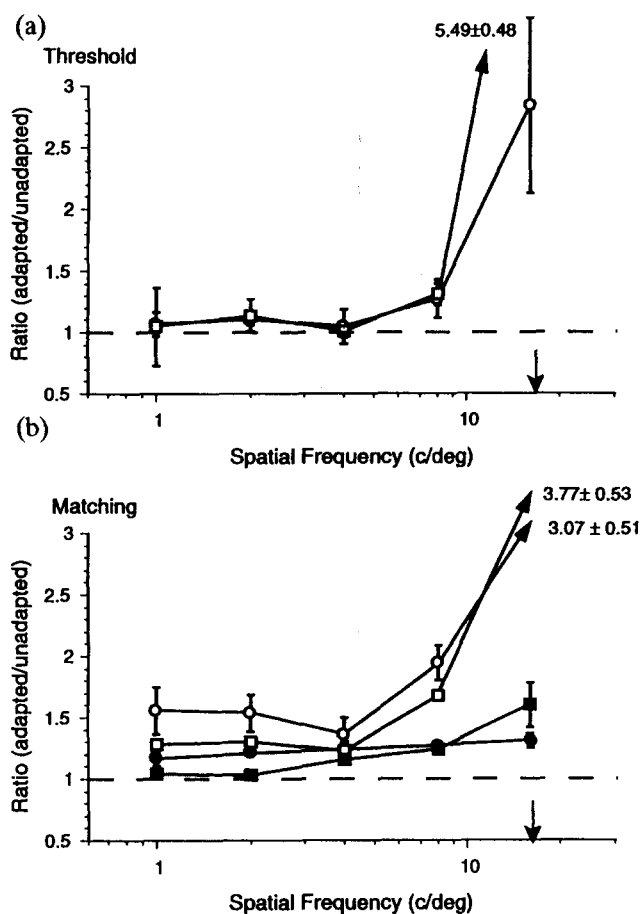 (a)
Threshold
5.49±0.48
3
2.5
2
1.5
1
0.5
Ratio (adapted/unadapted)
1
10
Spatial Frequency (c/deg)
(b)
Matching
3.77± 0.53
3.07 ± 0.51
3
2.5
2
1.5
1
0.5
Ratio (adapted/unadapted)
1
10
Spatial Frequency (c/deg)